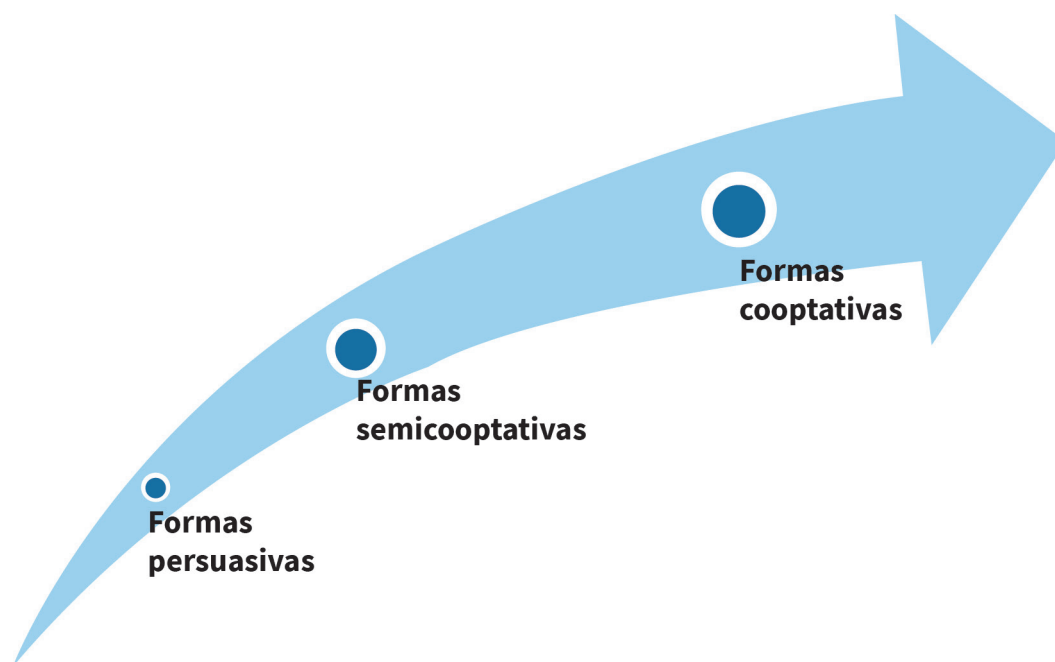 Formas
cooptativas
Formas
semicooptativas
Formas
persuasivas